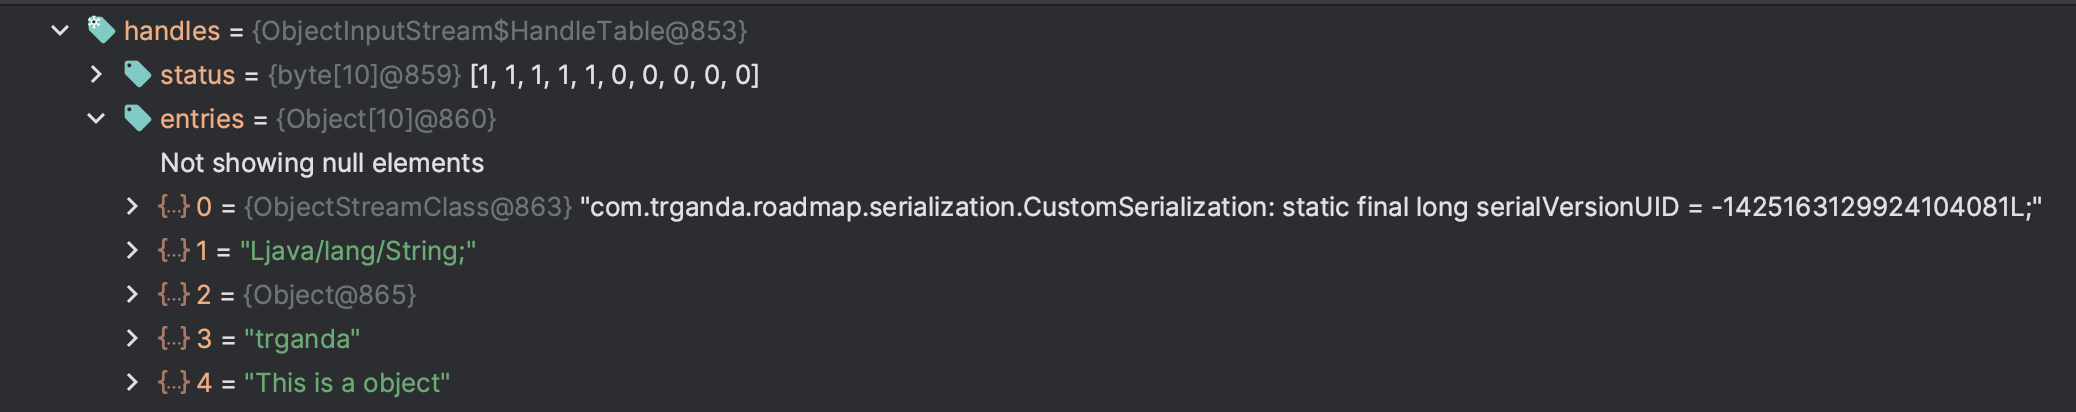 handles = {ObjectInputStream$HandleTable@853}
status = {byte[10]@859} [1, 1, 1, 1, 1, 0, 0, 0, 0, 0]
entries = {Object[10]@860}
Not showing null elements
{...} 0 = {ObjectStreamClass@863} "com.trganda.roadmap.serialization.CustomSerialization: static final long serialVersionUID = -1425163129924104081L;"
{...} 1 = "Ljava/lang/String;"
{...} 2 = {Object@865}
{...} 3 = "trganda"
{...} 4 = "This is a object"